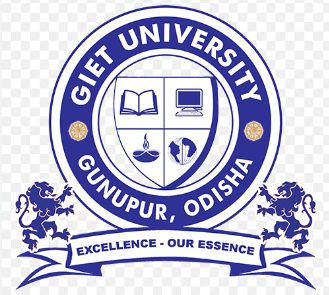 GIET UNIVERSITY
GUNUPUR, ODISHA
EXCELLENCE - OUR ESSENCE